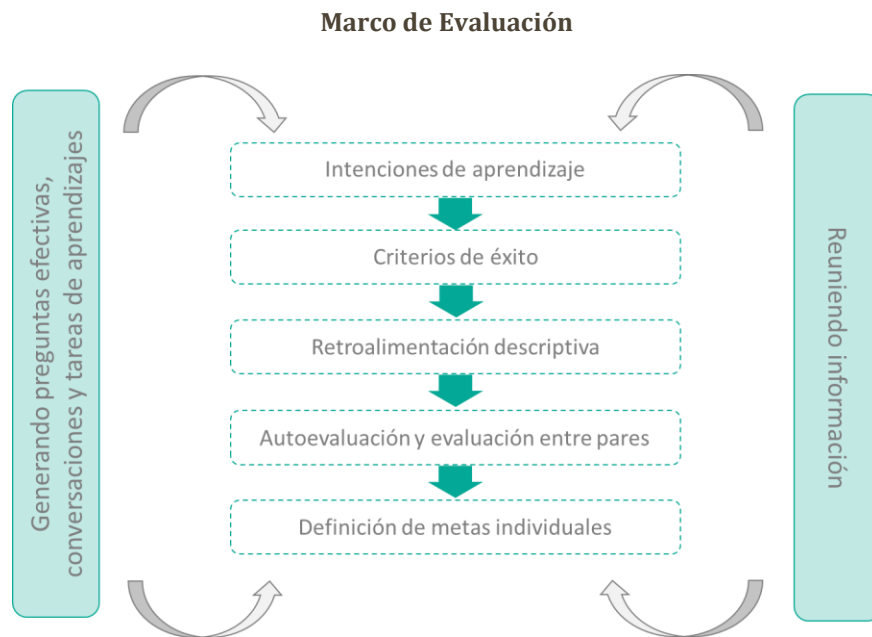 Marco de Evaluación
Generando preguntas efectivas,
conversaciones y tareas de aprendizajes
Intenciones de aprendizaje
Criterios de éxito
Retroalimentación descriptiva
Autoevaluación y evaluación entre pares
Definición de metas individuales
Reuniendo información